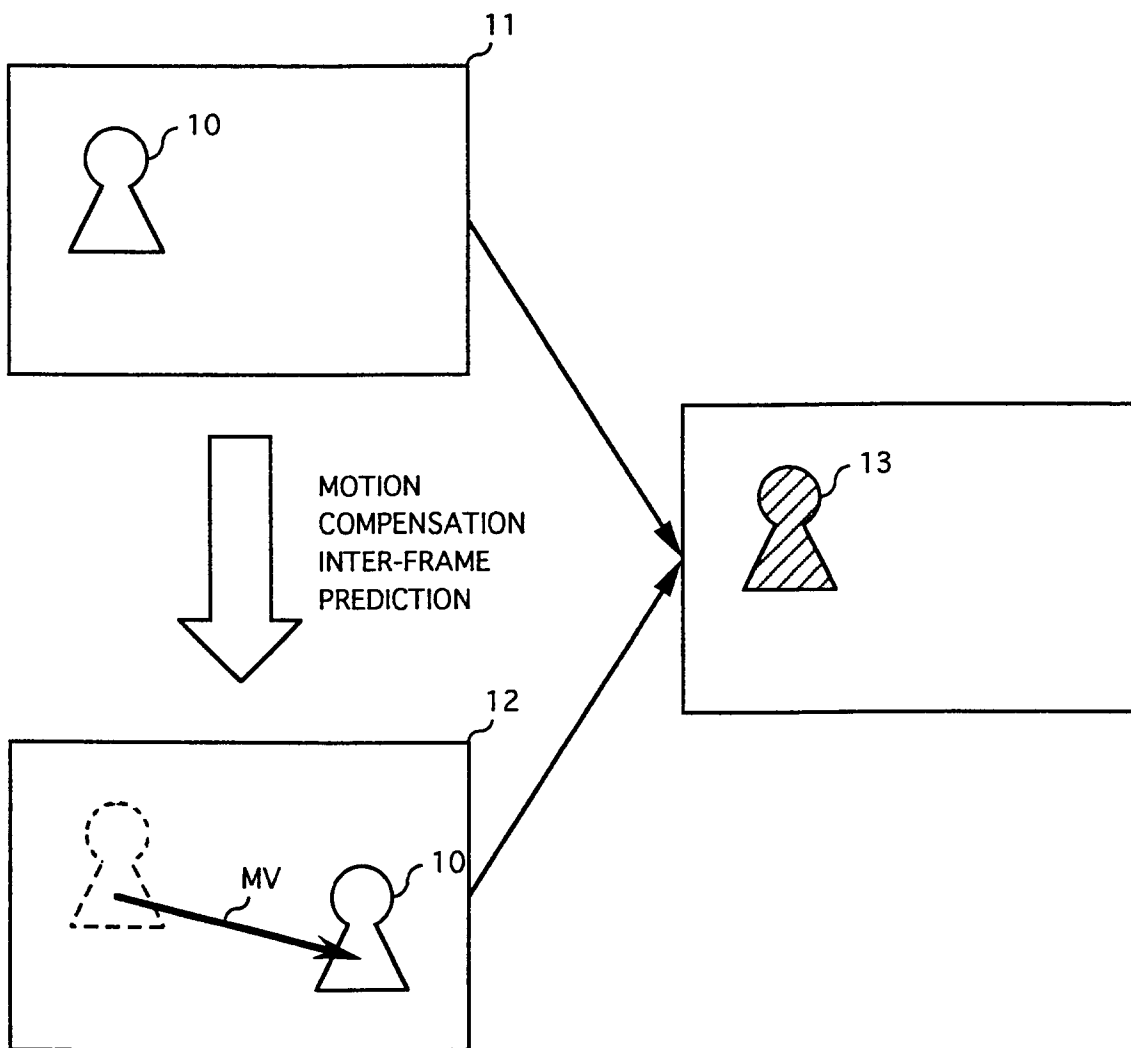 11
10
MOTION
COMPENSATION
INTER-FRAME
PREDICTION
13
12
MV
10